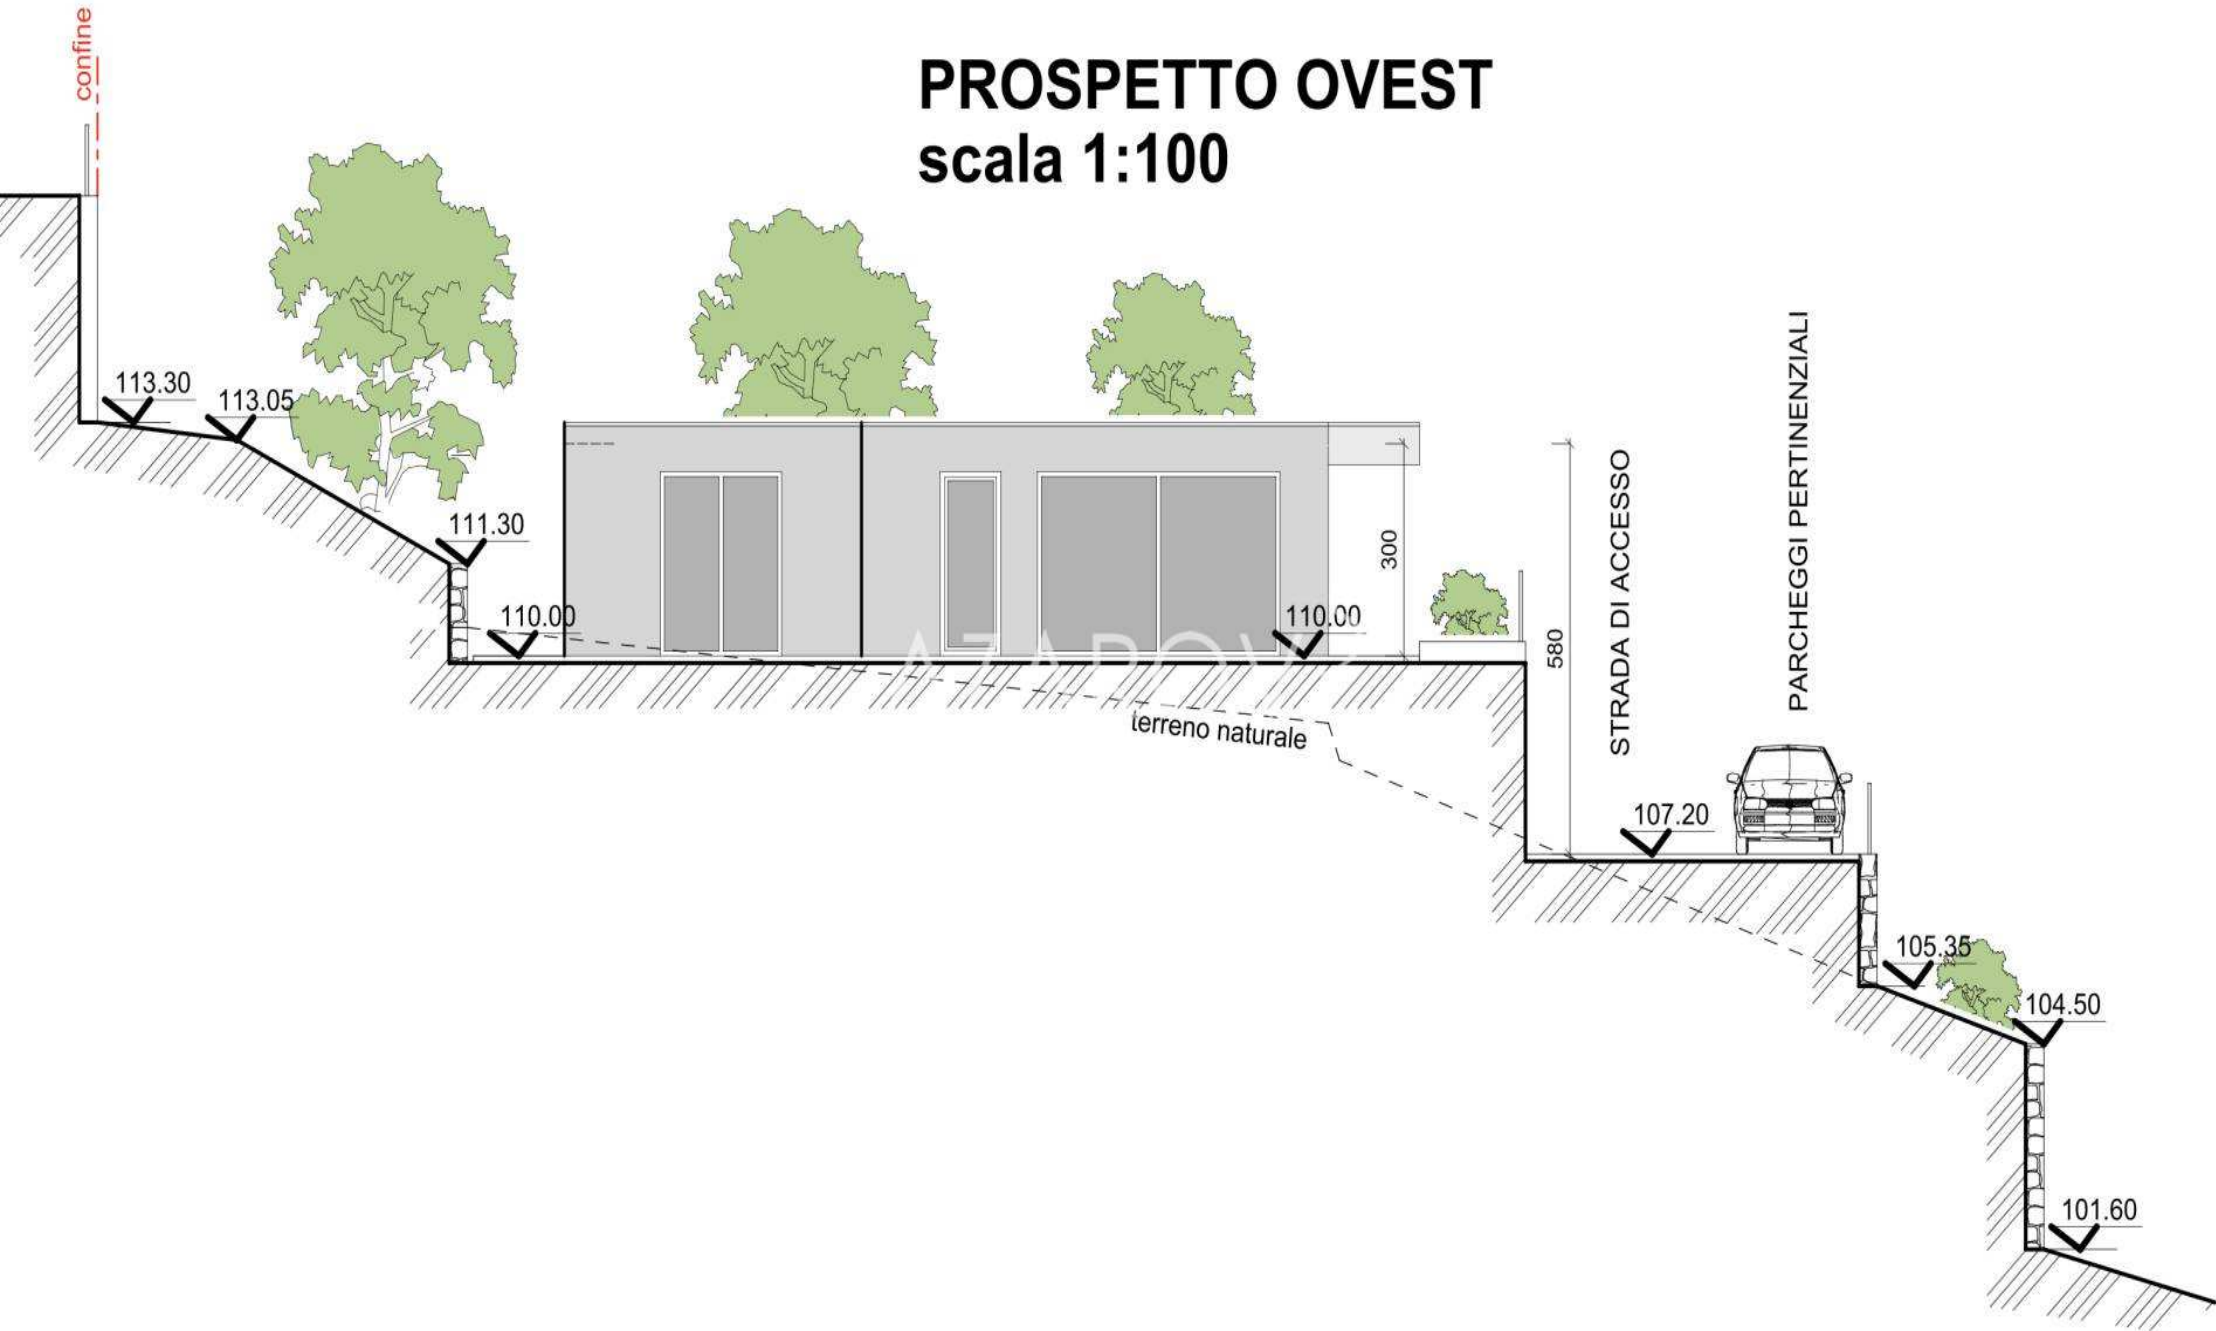 confine
PROSPETTO OVEST
scala 1:100
113.30
113.05
111.30
110.00
110.00
300
580
STRADA DI ACCESSO
PARCHEGGI PERTINENZIALI
terreno naturale
107.20
105.35
104.50
101.60